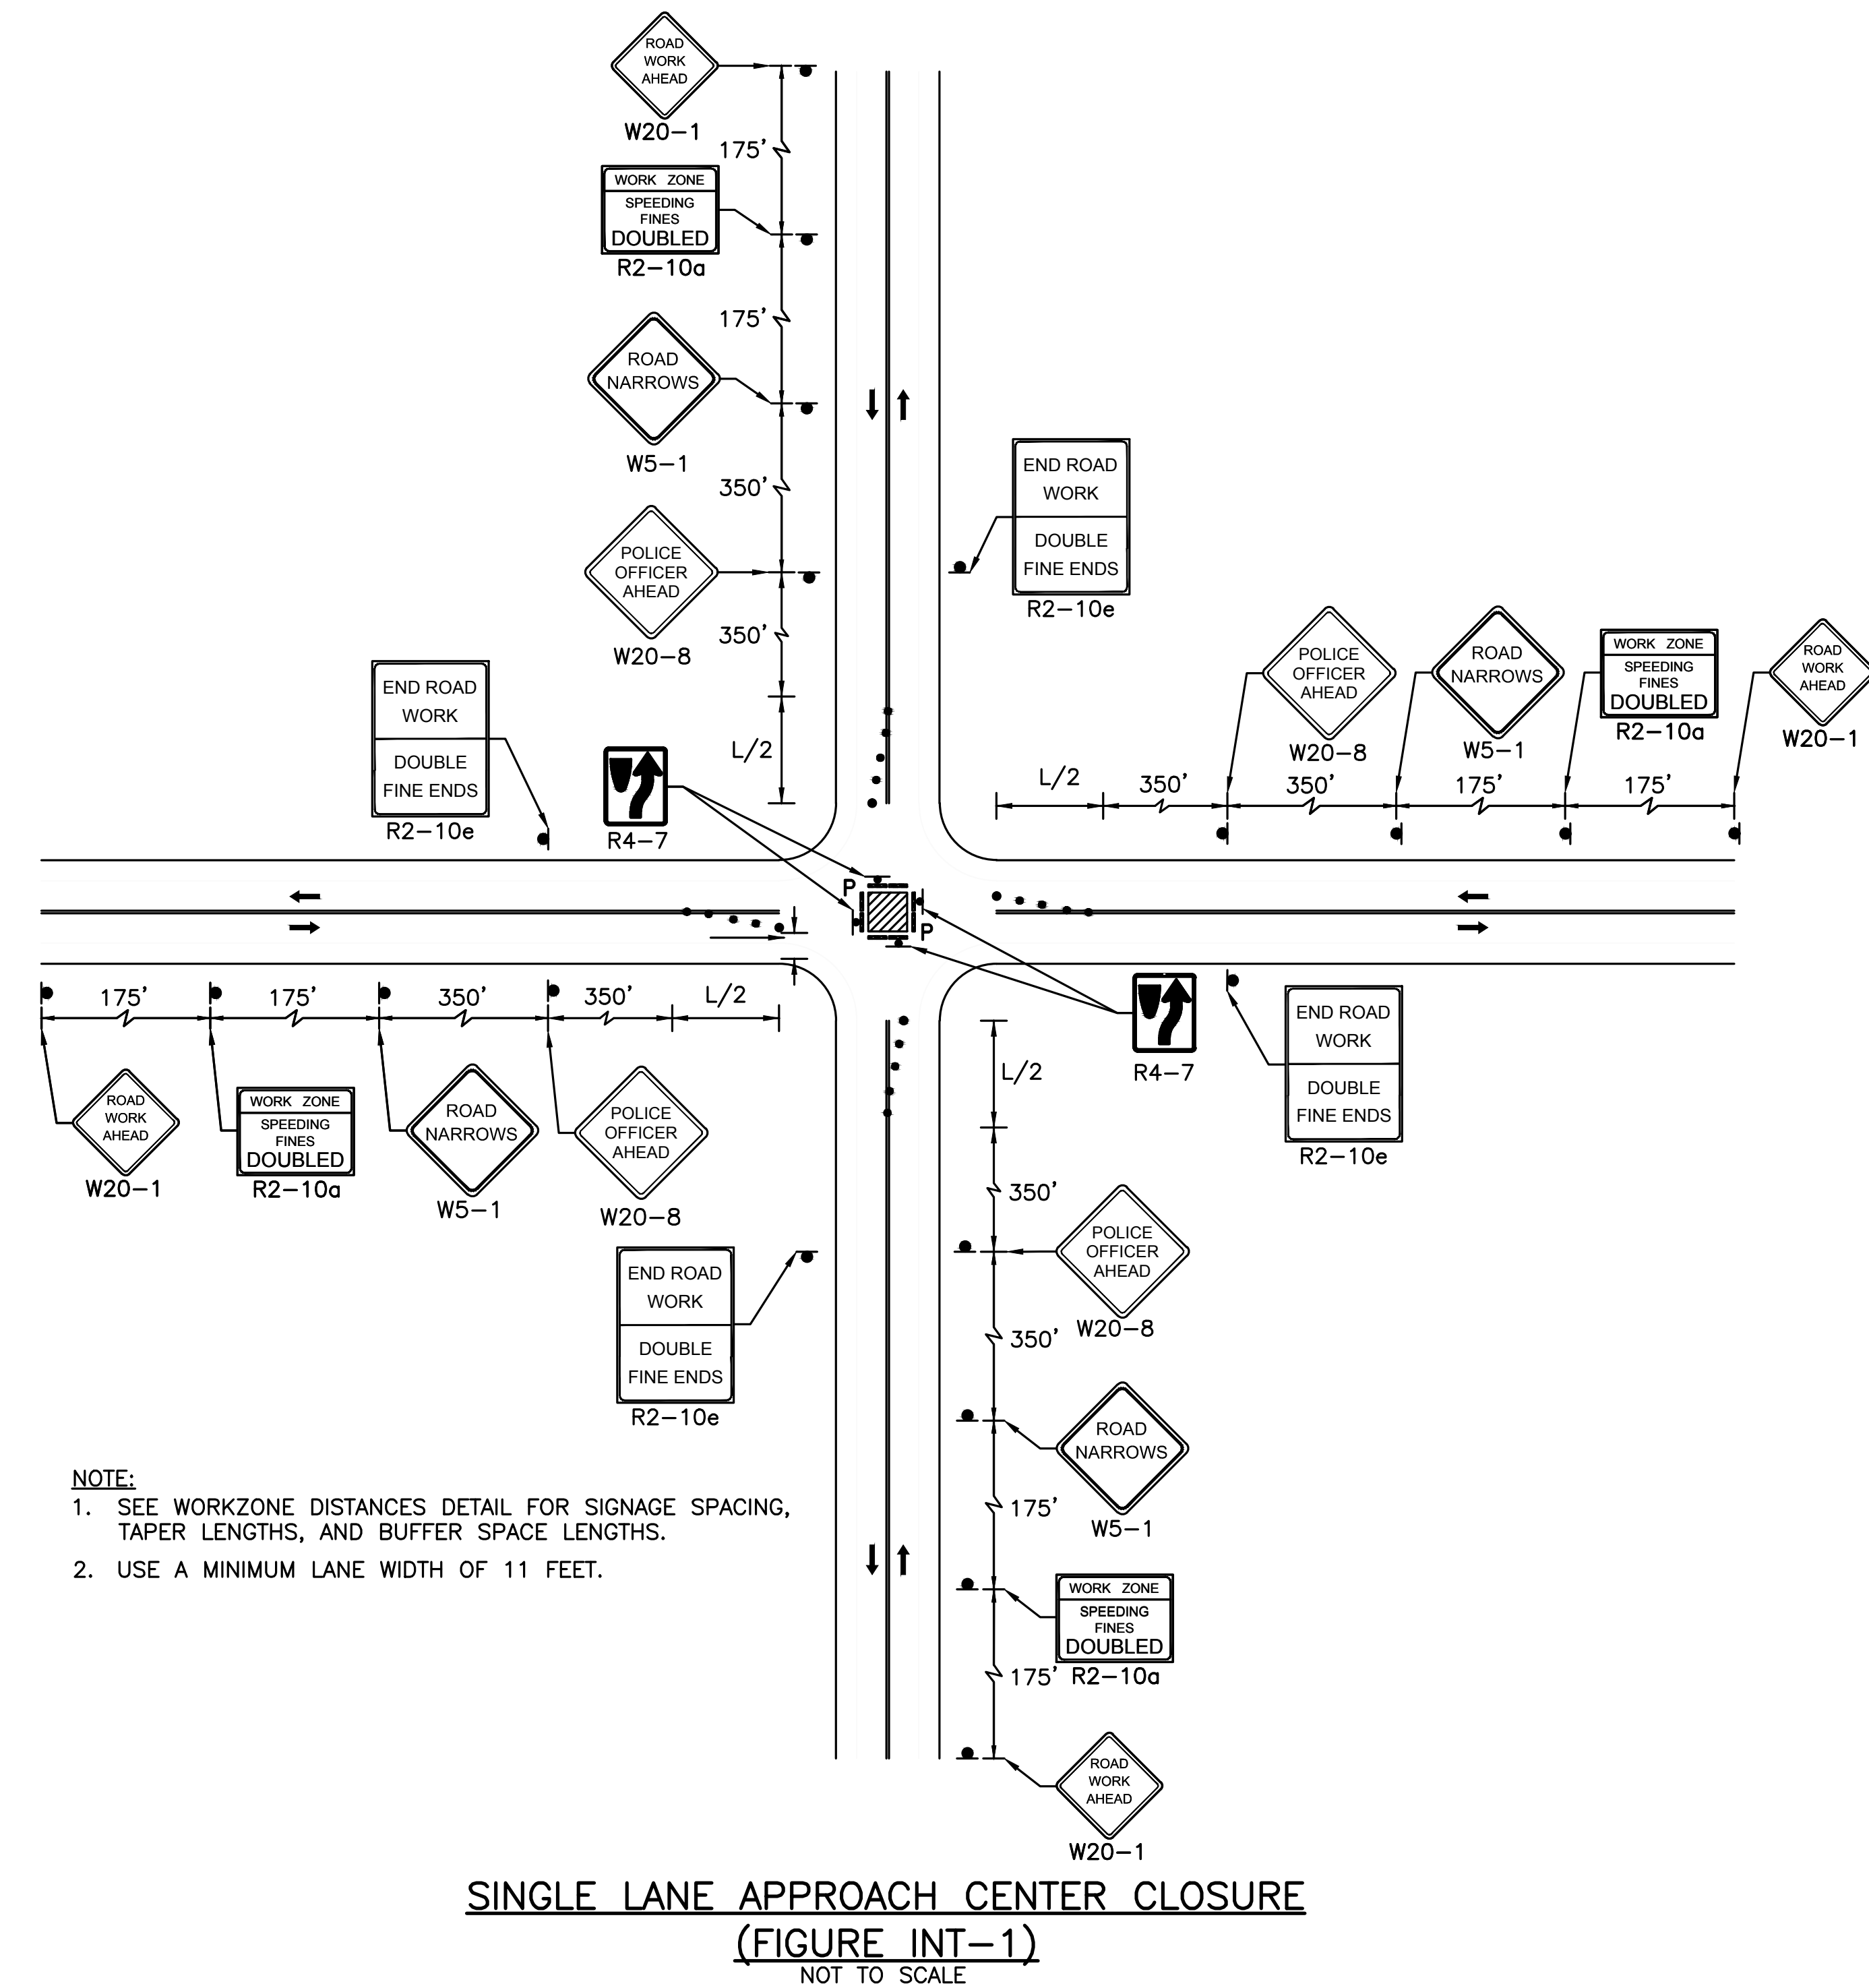 ROAD
WORK
AHEAD
W20-1
175'
WORK ZONE
SPEEDING
FINES
DOUBLED
R2-10a
175'
ROAD
NARROWS
W5-1
350'
POLICE
OFFICER
AHEAD
W20-8
350'
L/2
END ROAD
WORK
DOUBLE
FINE ENDS
R2-10e
END ROAD
WORK
DOUBLE
FINE ENDS
R2-10e
R4-7
POLICE
OFFICER
AHEAD
W20-8
ROAD
NARROWS
W5-1
WORK ZONE
SPEEDING
FINES
DOUBLED
R2-10a
ROAD
WORK
AHEAD
W20-1
L/2 350' 350' 175' 175'
P
P
175' 175' 350' 350' L/2
ROAD
WORK
AHEAD
W20-1
WORK ZONE
SPEEDING
FINES
DOUBLED
R2-10a
ROAD
NARROWS
W5-1
POLICE
OFFICER
AHEAD
W20-8
R4-7
END ROAD
WORK
DOUBLE
FINE ENDS
R2-10e
END ROAD
WORK
DOUBLE
FINE ENDS
R2-10e
L/2
350'
POLICE
OFFICER
AHEAD
W20-8
350'
ROAD
NARROWS
W5-1
175'
WORK ZONE
SPEEDING
FINES
DOUBLED
R2-10a
175'
ROAD
WORK
AHEAD
W20-1
NOTE:
1. SEE WORKZONE DISTANCES DETAIL FOR SIGNAGE SPACING,
TAPER LENGTHS, AND BUFFER SPACE LENGTHS.
2. USE A MINIMUM LANE WIDTH OF 11 FEET.
SINGLE LANE APPROACH CENTER CLOSURE
(FIGURE INT-1)
NOT TO SCALE